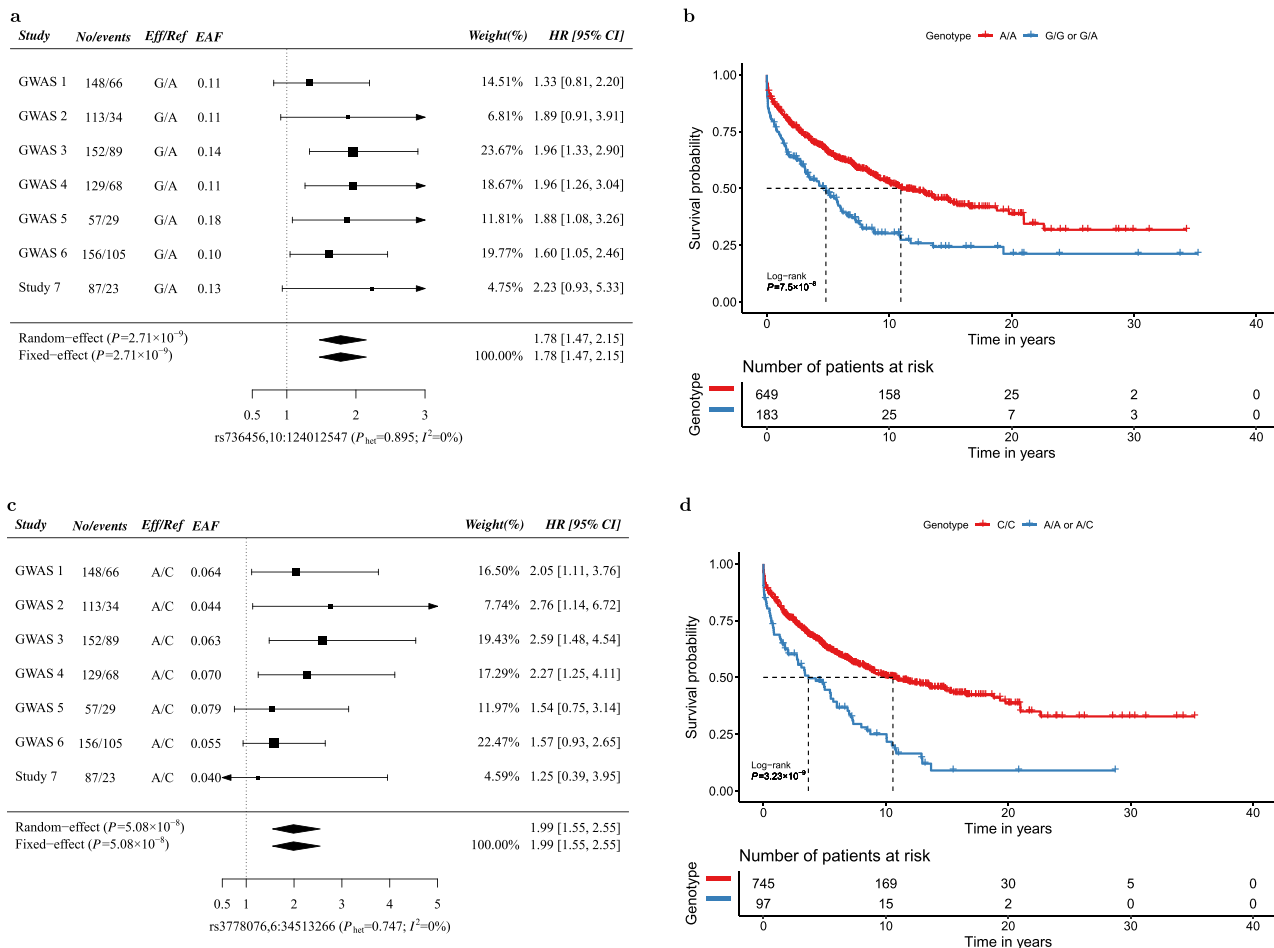 a
Study No/events Eff/Ref EAF Weight(%) HR [95% CI]
GWAS 1 148/66 G/A 0.11 14.51% 1.33 [0.81, 2.20]
GWAS 2 113/34 G/A 0.11 6.81% 1.89 [0.91, 3.91]
GWAS 3 152/89 G/A 0.14 23.67% 1.96 [1.33, 2.90]
GWAS 4 129/68 G/A 0.11 18.67% 1.96 [1.26, 3.04]
GWAS 5 57/29 G/A 0.18 11.81% 1.88 [1.08, 3.26]
GWAS 6 156/105 G/A 0.10 19.77% 1.60 [1.05, 2.46]
Study 7 87/23 G/A 0.13 4.75% 2.23 [0.93, 5.33]
Random−effect (P=2.71×10⁻⁹) 1.78 [1.47, 2.15]
Fixed−effect (P=2.71×10⁻⁹) 100.00% 1.78 [1.47, 2.15]
0.5 1 2 3
rs736456,10:124012547 (Phet=0.895; I²=0%)
b
Genotype A/A G/G or G/A
Survival probability
1.00
0.75
0.50
0.25
0.00
Log−rank
P=7.5×10⁻⁸
0 10 20 30 40
Time in years
Number of patients at risk
Genotype
649 158 25 2 0
183 25 7 3 0
0 10 20 30 40
Time in years
c
Study No/events Eff/Ref EAF Weight(%) HR [95% CI]
GWAS 1 148/66 A/C 0.064 16.50% 2.05 [1.11, 3.76]
GWAS 2 113/34 A/C 0.044 7.74% 2.76 [1.14, 6.72]
GWAS 3 152/89 A/C 0.063 19.43% 2.59 [1.48, 4.54]
GWAS 4 129/68 A/C 0.070 17.29% 2.27 [1.25, 4.11]
GWAS 5 57/29 A/C 0.079 11.97% 1.54 [0.75, 3.14]
GWAS 6 156/105 A/C 0.055 22.47% 1.57 [0.93, 2.65]
Study 7 87/23 A/C 0.040 4.59% 1.25 [0.39, 3.95]
Random−effect (P=5.08×10⁻⁸) 1.99 [1.55, 2.55]
Fixed−effect (P=5.08×10⁻⁸) 100.00% 1.99 [1.55, 2.55]
0.5 1 2 3 4 5
rs3778076,6:34513266 (Phet=0.747; I²=0%)
d
Genotype C/C A/A or A/C
Survival probability
1.00
0.75
0.50
0.25
0.00
Log−rank
P=3.23×10⁻⁹
0 10 20 30 40
Time in years
Number of patients at risk
Genotype
745 169 30 5 0
97 15 2 0 0
0 10 20 30 40
Time in years